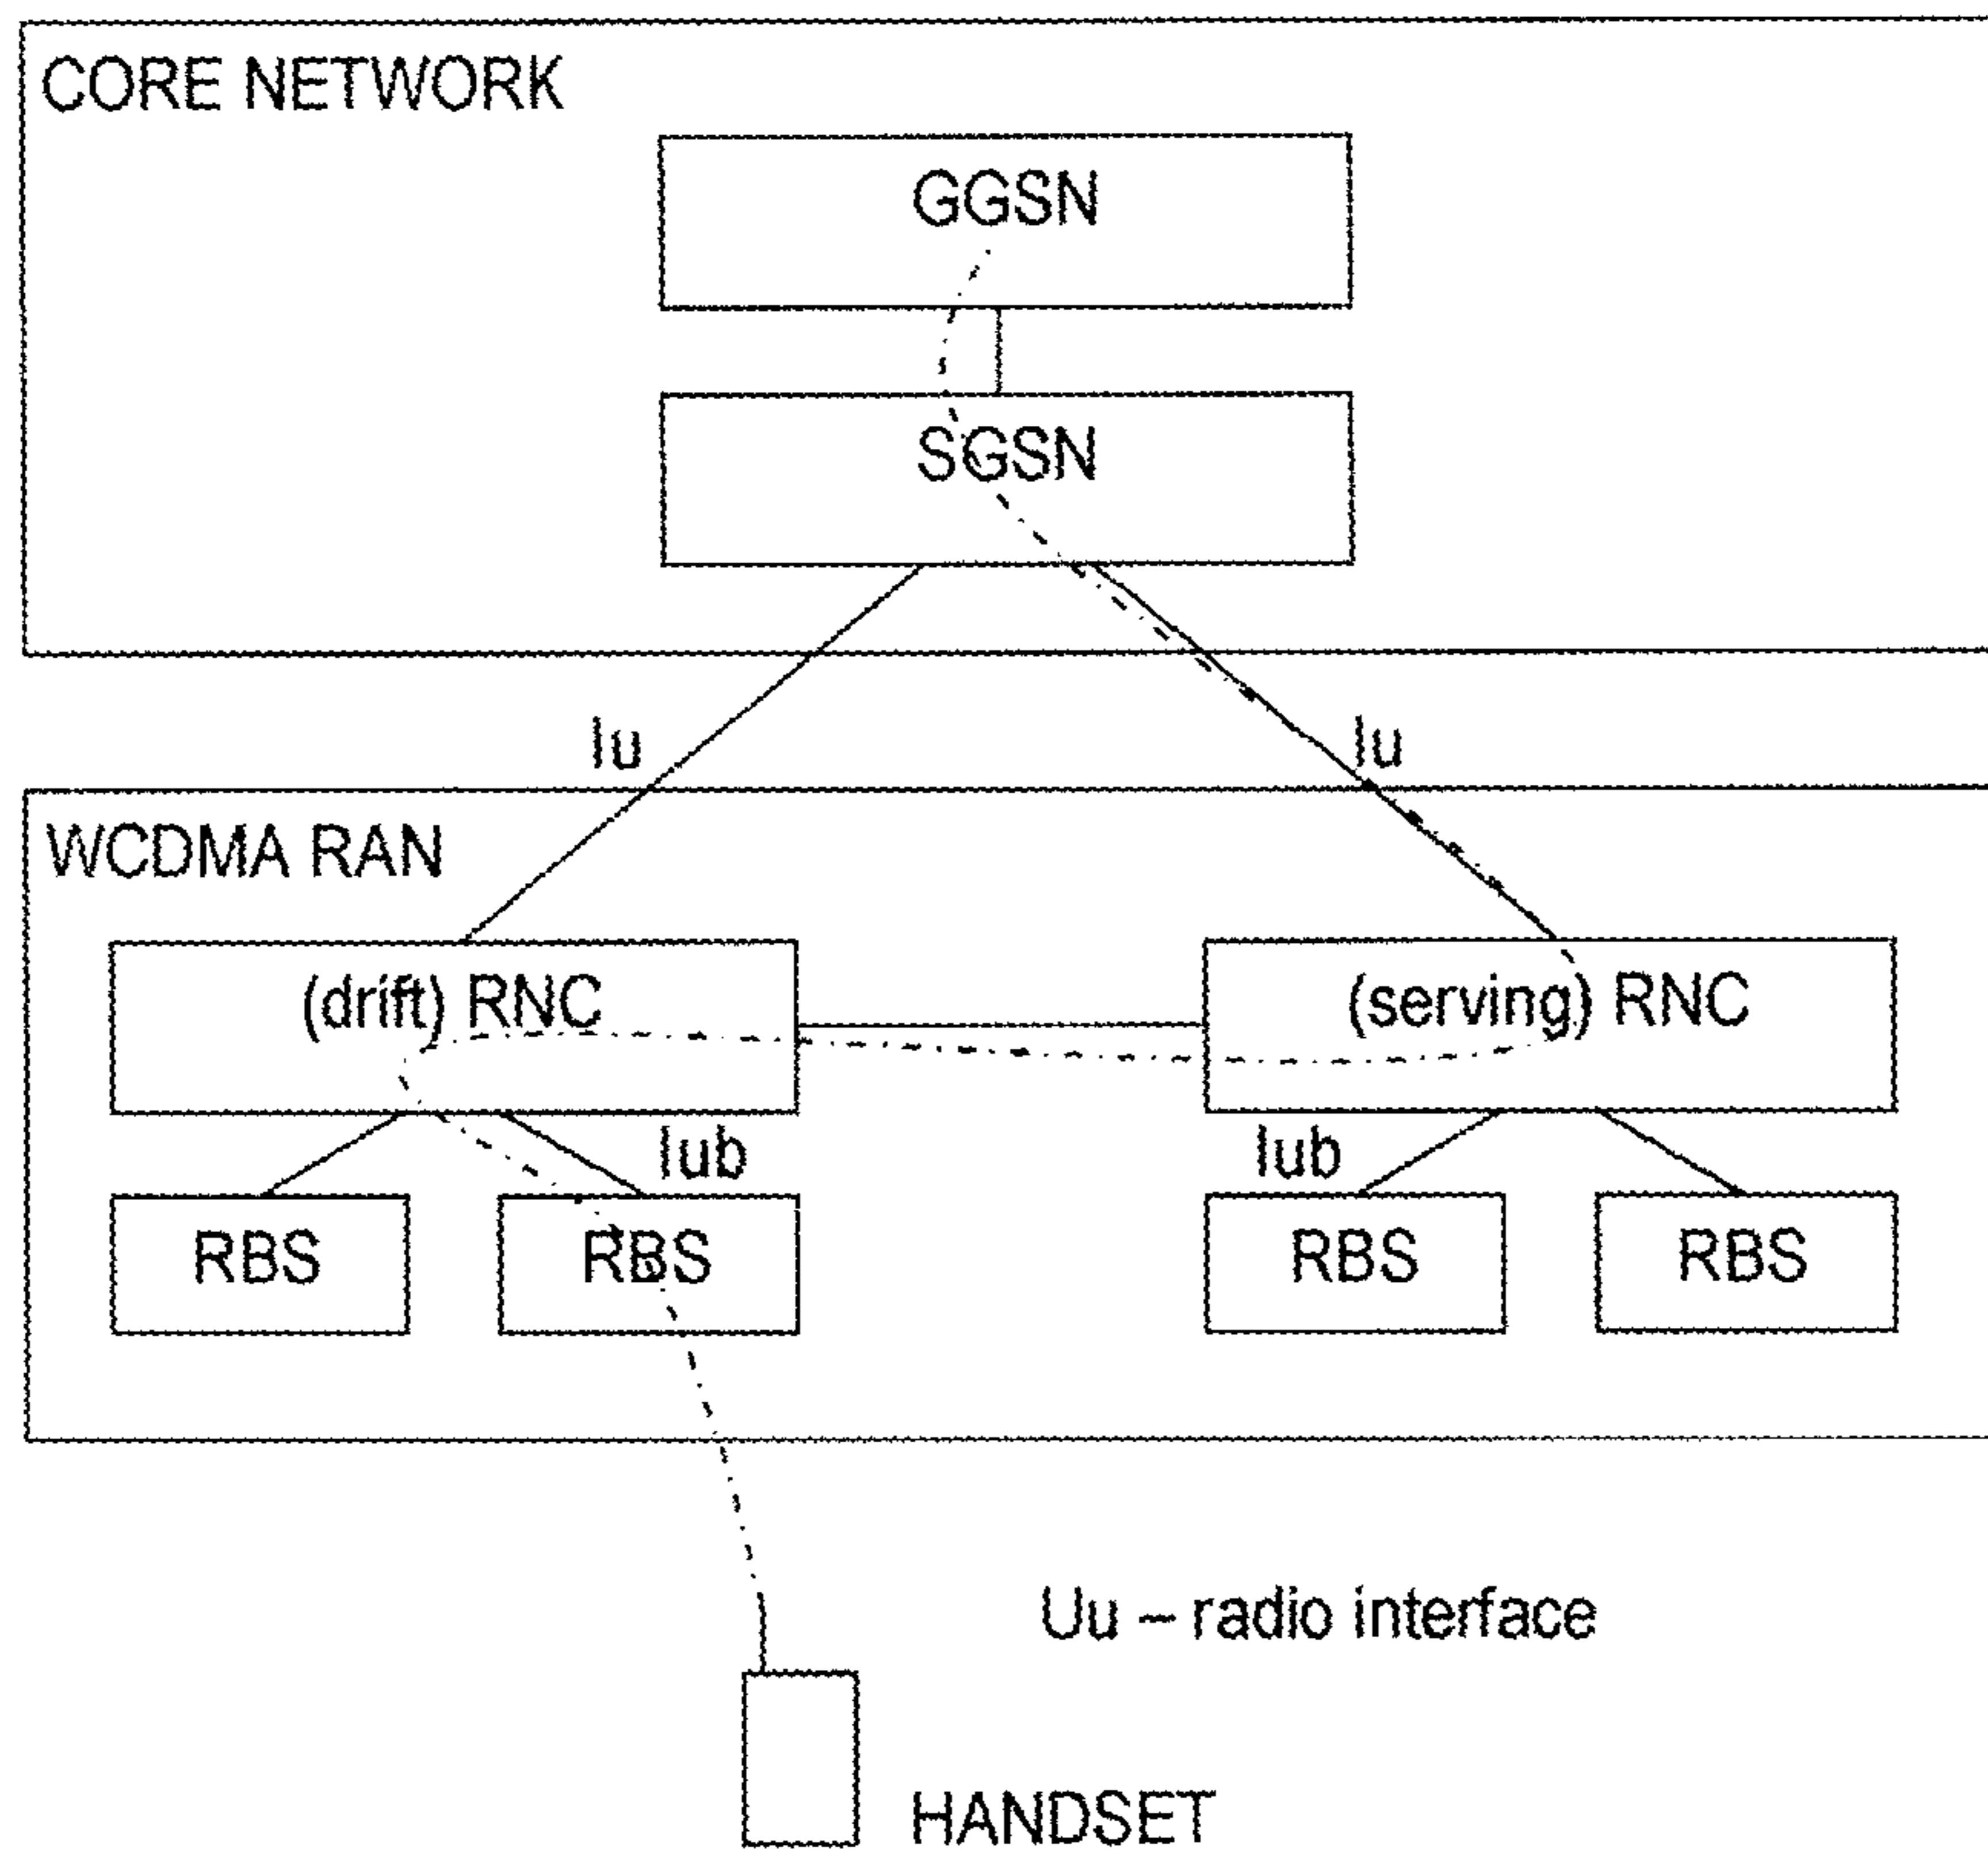 CORE NETWORK
GGSN
SGSN
Iu
Iu
WCDMA RAN
(drift) RNC
(serving) RNC
Iub
Iub
RBS
RBS
RBS
RBS
Uu – radio interface
HANDSET